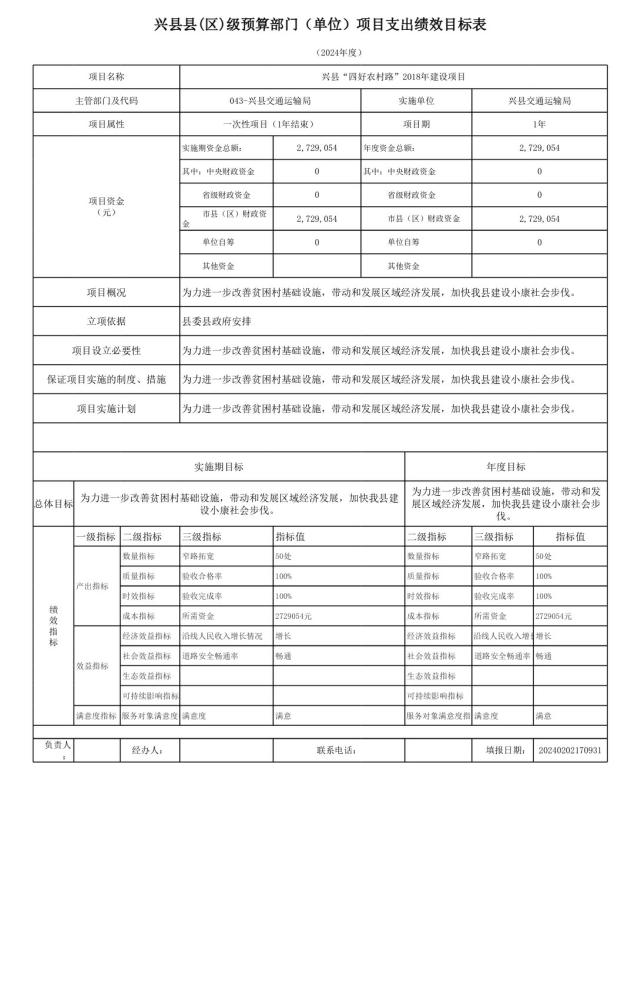 兴县县(区)级预算部门（单位）项目支出绩效目标表
（2024年度）
项目名称 兴县“四好农村路”2018年建设项目
主管部门及代码 043-兴县交通运输局 实施单位 兴县交通运输局
项目属性 一次性项目（1年结束） 项目期 1年
项目资金（元） 实施期资金总额： 2,729,054 年度资金总额： 2,729,054
其中：中央财政资金 0 其中：中央财政资金 0
省级财政资金 0 省级财政资金 0
市县（区）财政资金 2,729,054 市县（区）财政资金 2,729,054
单位自筹 0 单位自筹 0
其他资金 其他资金
项目概况 为力进一步改善贫困村基础设施，带动和发展区域经济发展，加快我县建设小康社会步伐。
立项依据 县委县政府安排
项目设立必要性 为力进一步改善贫困村基础设施，带动和发展区域经济发展，加快我县建设小康社会步伐。
保证项目实施的制度、措施 为力进一步改善贫困村基础设施，带动和发展区域经济发展，加快我县建设小康社会步伐。
项目实施计划 为力进一步改善贫困村基础设施，带动和发展区域经济发展，加快我县建设小康社会步伐。
实施期目标 年度目标
总体目标 为力进一步改善贫困村基础设施，带动和发展区域经济发展，加快我县建设小康社会步伐。 为力进一步改善贫困村基础设施，带动和发展区域经济发展，加快我县建设小康社会步伐。
绩效指标 一级指标 二级指标 三级指标 指标值 二级指标 三级指标 指标值
产出指标 数量指标 窄路拓宽 50处 数量指标 窄路拓宽 50处
质量指标 验收合格率 100% 质量指标 验收合格率 100%
时效指标 验收完成率 100% 时效指标 验收完成率 100%
成本指标 所需资金 2729054元 成本指标 所需资金 2729054元
效益指标 经济效益指标 沿线人民收入增长情况 增长 经济效益指标 沿线人民收入增 增长
社会效益指标 道路安全畅通率 畅通 社会效益指标 道路安全畅通率 畅通
生态效益指标 生态效益指标
可持续影响指标 可持续影响指标
满意度指标 服务对象满意度 满意度 满意 服务对象满意度指 满意度 满意
负责人： 经办人： 联系电话： 填报日期： 20240202170931